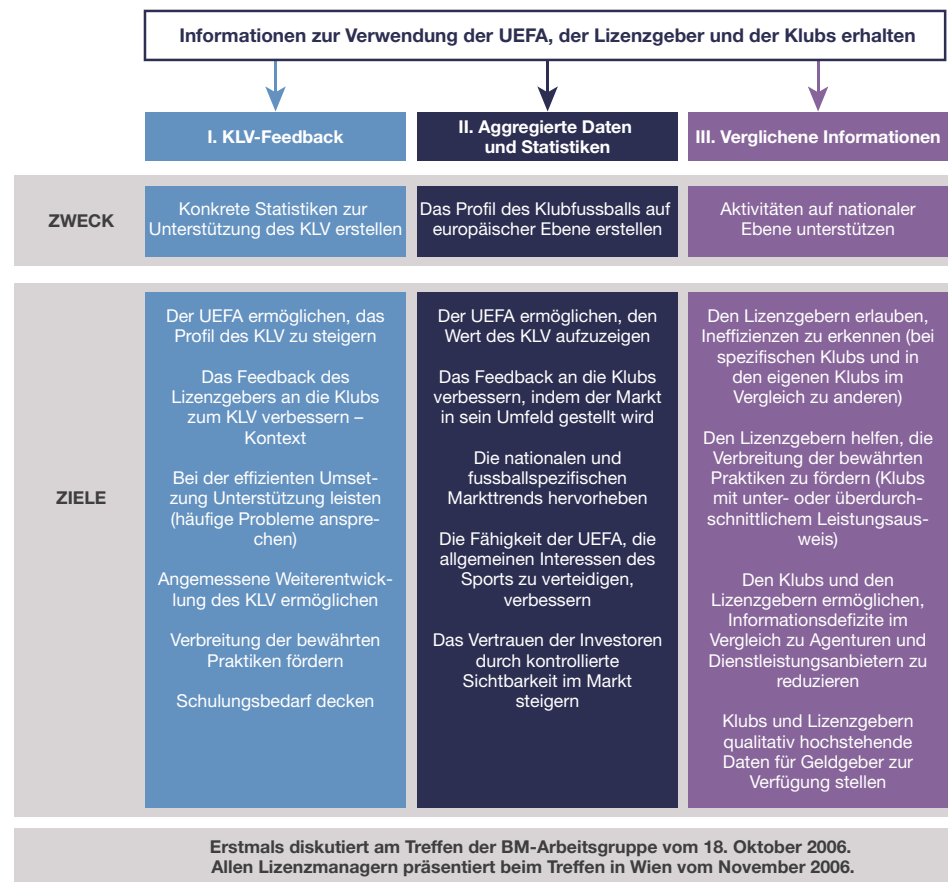 Informationen zur Verwendung der UEFA, der Lizenzgeber und der Klubs erhalten
I. KLV-Feedback
II. Aggregierte Daten
und Statistiken
III. Verglichene Informationen
ZWECK
Konkrete Statistiken zur
Unterstützung des KLV erstellen
Das Profil des Klubfussballs auf
europäischer Ebene erstellen
Aktivitäten auf nationaler
Ebene unterstützen
ZIELE
Der UEFA ermöglichen, das
Profil des KLV zu steigern
Das Feedback des
Lizenzgebers an die Klubs
zum KLV verbessern –
Kontext
Bei der effizienten Umset-
zung Unterstützung leisten
(häufige Probleme anspre-
chen)
Angemessene Weiterentwick-
lung des KLV ermöglichen
Verbreitung der bewährten
Praktiken fördern
Schulungsbedarf decken
Der UEFA ermöglichen, den
Wert des KLV aufzuzeigen
Das Feedback an die Klubs
verbessern, indem der Markt
in sein Umfeld gestellt wird
Die nationalen und
fussballspezifischen
Markttrends hervorheben
Die Fähigkeit der UEFA, die
allgemeinen Interessen des
Sports zu verteidigen,
verbessern
Das Vertrauen der Investoren
durch kontrollierte
Sichtbarkeit im Markt
steigern
Den Lizenzgebern erlauben,
Ineffizienzen zu erkennen (bei
spezifischen Klubs und in
den eigenen Klubs im
Vergleich zu anderen)
Den Lizenzgebern helfen, die
Verbreitung der bewährten
Praktiken zu fördern (Klubs
mit unter- oder überdurch-
schnittlichem Leistungsaus-
weis)
Den Klubs und den
Lizenzgebern ermöglichen,
Informationsdefizite im
Vergleich zu Agenturen und
Dienstleistungsanbietern zu
reduzieren
Klubs und Lizenzgebern
qualitativ hochstehende
Daten für Geldgeber zur
Verfügung stellen
Erstmals diskutiert am Treffen der BM-Arbeitsgruppe vom 18. Oktober 2006.
Allen Lizenzmanagern präsentiert beim Treffen in Wien vom November 2006.